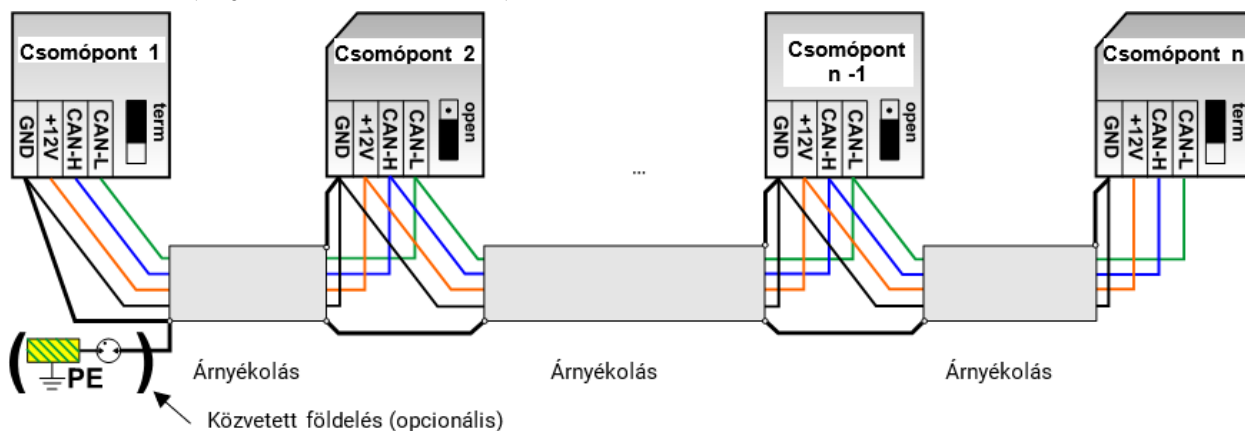 Csomópont 1
GND
+12V
CAN-H
CAN-L
term
Csomópont 2
GND
+12V
CAN-H
CAN-L
open
...
Csomópont
n -1
GND
+12V
CAN-H
CAN-L
open
Csomópont n
GND
+12V
CAN-H
CAN-L
term
( PE )
Árnyékolás
Árnyékolás
Árnyékolás
Közvetett földelés (opcionális)